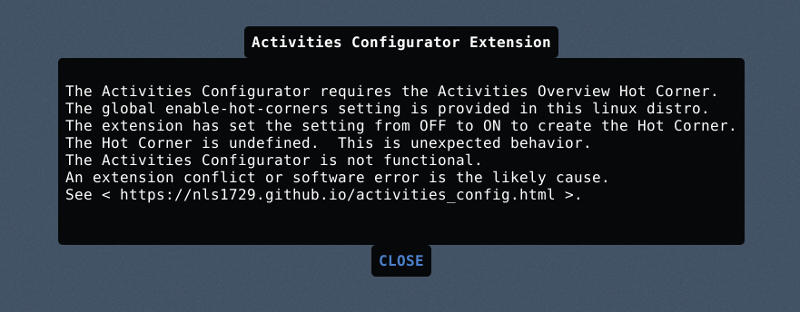 Activities Configurator Extension
The Activities Configurator requires the Activities Overview Hot Corner.
The global enable-hot-corners setting is provided in this linux distro.
The extension has set the setting from OFF to ON to create the Hot Corner.
The Hot Corner is undefined.  This is unexpected behavior.
The Activities Configurator is not functional.
An extension conflict or software error is the likely cause.
See < https://nls1729.github.io/activities_config.html >.
CLOSE